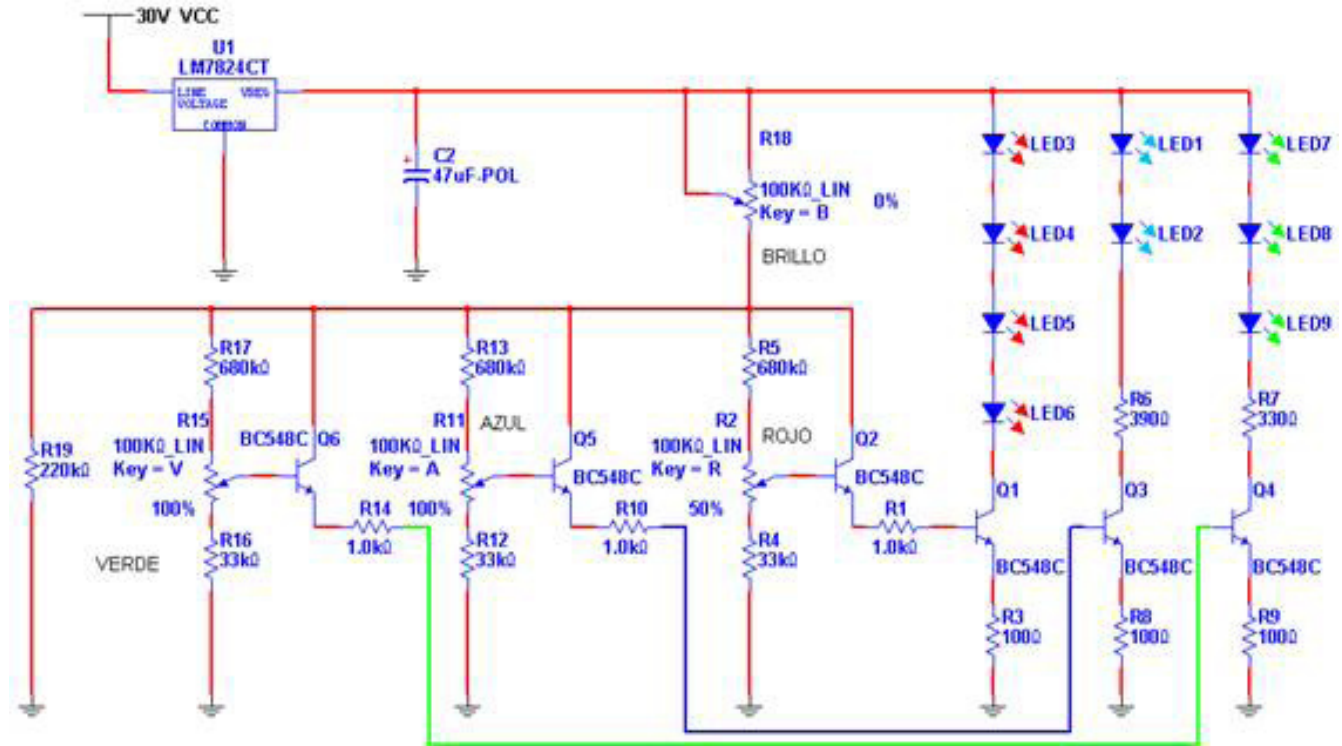 30V VCC
U1
LM7824CT
LINE VREG
VOLTAGE
COMMON
C2
47uF-POL
R18
100KΩ_LIN
Key = B
0%
BRILLO
LED3
LED1
LED7
LED4
LED2
LED8
LED5
LED9
LED6
R17
680kΩ
R13
680kΩ
R5
680kΩ
R6
390Ω
R7
330Ω
R19
220kΩ
R15
100KΩ_LIN
Key = V
100%
BC548C Q6
R11
100KΩ_LIN
Key = A
100%
AZUL
Q5
BC548C
R2
100KΩ_LIN
Key = R
50%
ROJO
Q2
BC548C
VERDE
R16
33kΩ
R14
1.0kΩ
R12
33kΩ
R10
1.0kΩ
R4
33kΩ
R1
1.0kΩ
Q1
BC548C
Q3
BC548C
Q4
BC548C
R3
100Ω
R8
100Ω
R9
100Ω